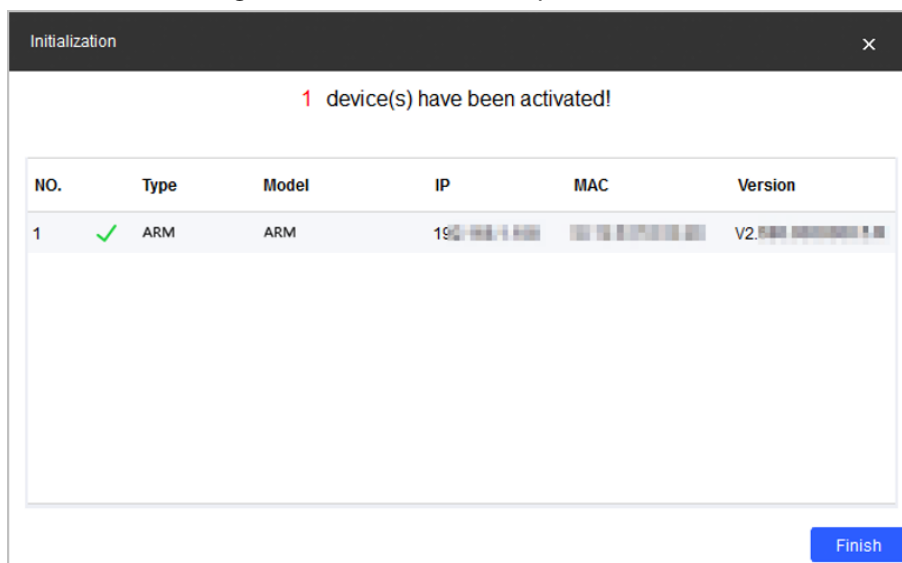 Initialization
1 device(s) have been activated!
NO. Type Model IP MAC Version
1 ARM ARM 19 V2.
Finish